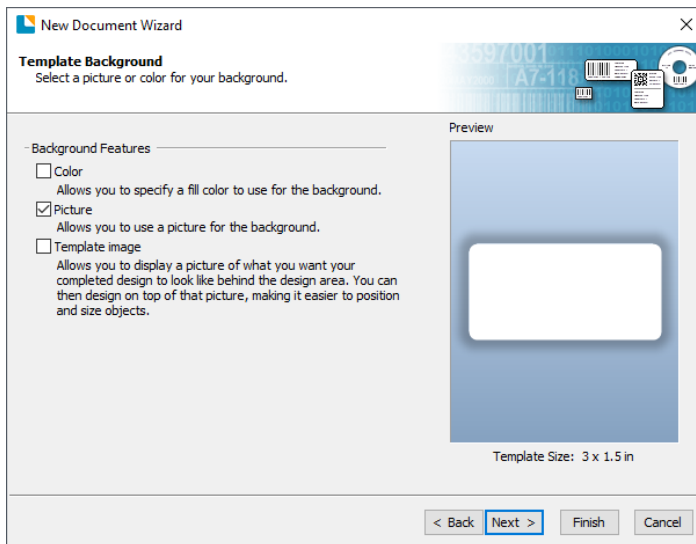 New Document Wizard
Template Background
Select a picture or color for your background.
3597001
A7-118
Preview
Background Features
Color
Allows you to specify a fill color to use for the background.
Picture
Allows you to use a picture for the background.
Template image
Allows you to display a picture of what you want your
completed design to look like behind the design area. You can
then design on top of that picture, making it easier to position
and size objects.
Template Size: 3 x 1.5 in
< Back
Next >
Finish
Cancel